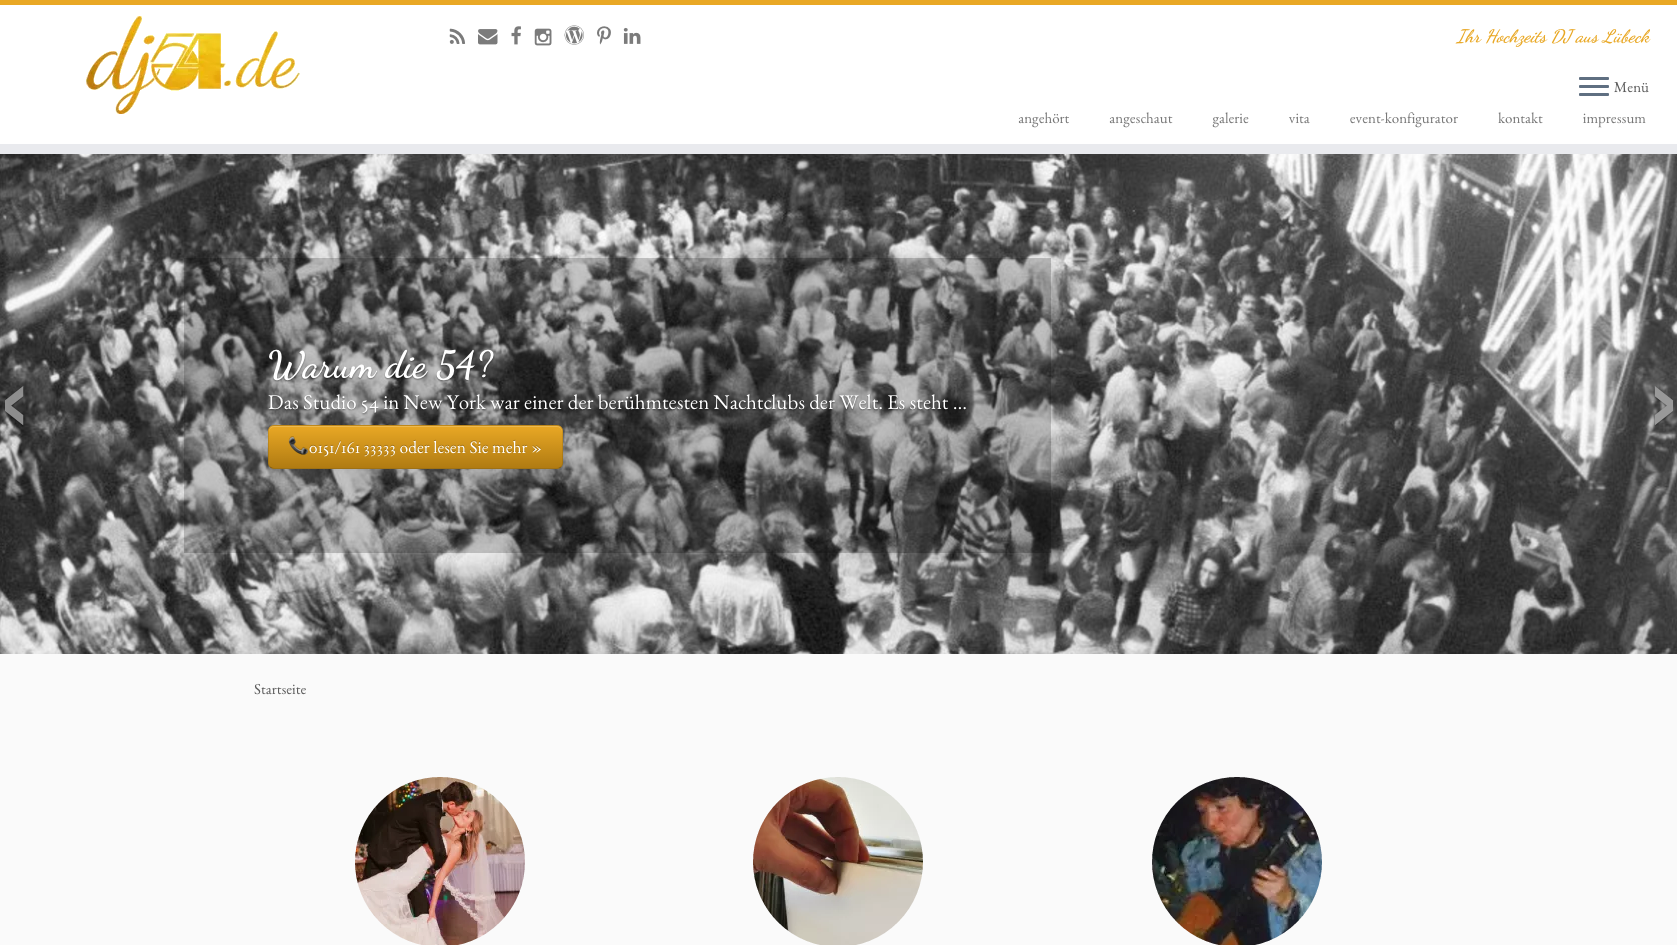 dj54.de
Ihr Hochzeits DJ aus Lübeck
Menü
angehört angeschaut galerie vita event-konfigurator kontakt impressum
Warum die 54?
Das Studio 54 in New York war einer der berühmtesten Nachtclubs der Welt. Es steht ...
0151/161 33333 oder lesen Sie mehr »
Startseite